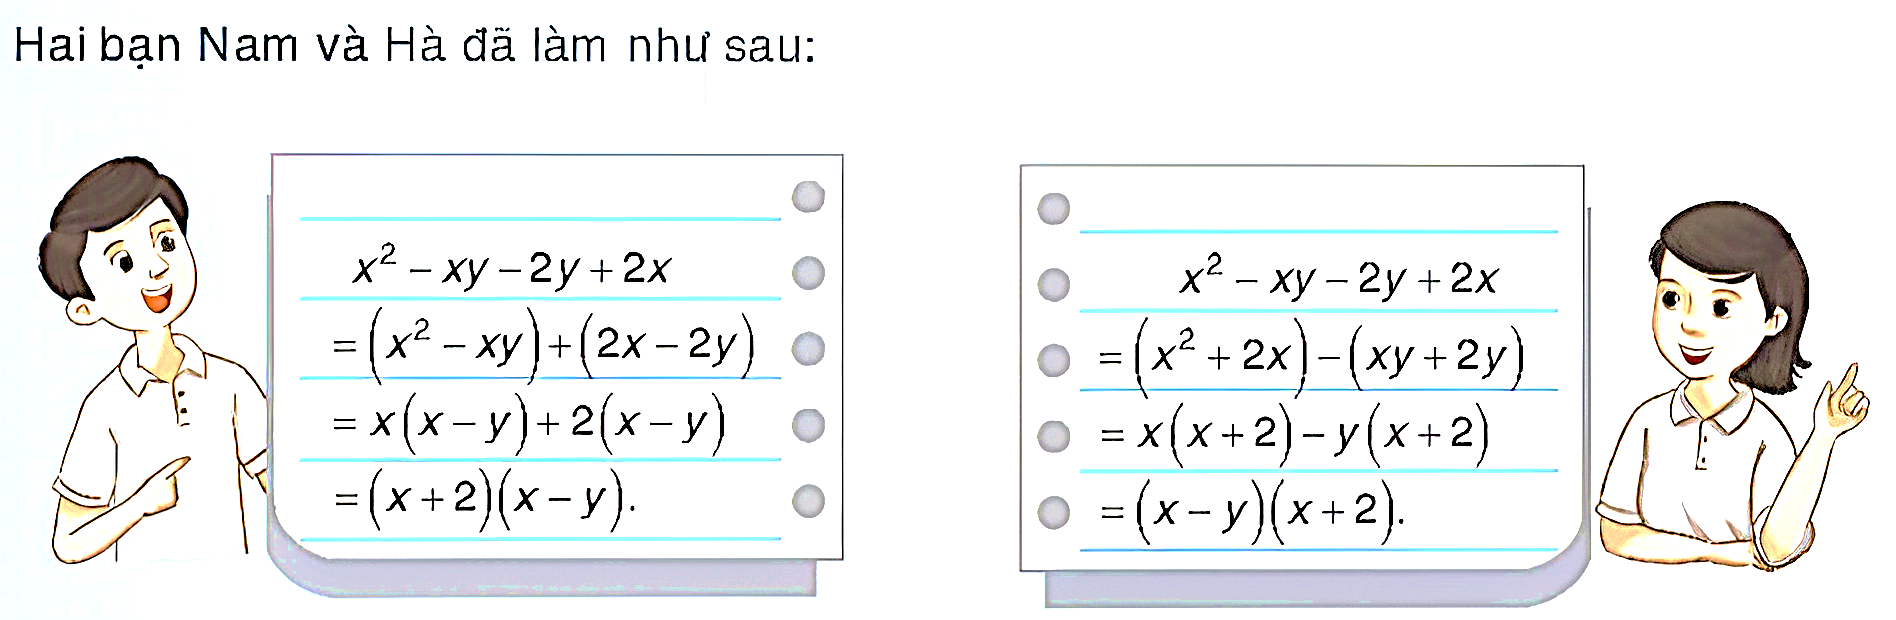 Hai bạn Nam và Hà đã làm như sau:
x² – xy – 2y + 2x
= (x² – xy) + (2x – 2y)
= x(x – y) + 2(x – y)
= (x + 2)(x – y).
x² – xy – 2y + 2x
= (x² + 2x) – (xy + 2y)
= x(x + 2) – y(x + 2)
= (x – y)(x + 2).